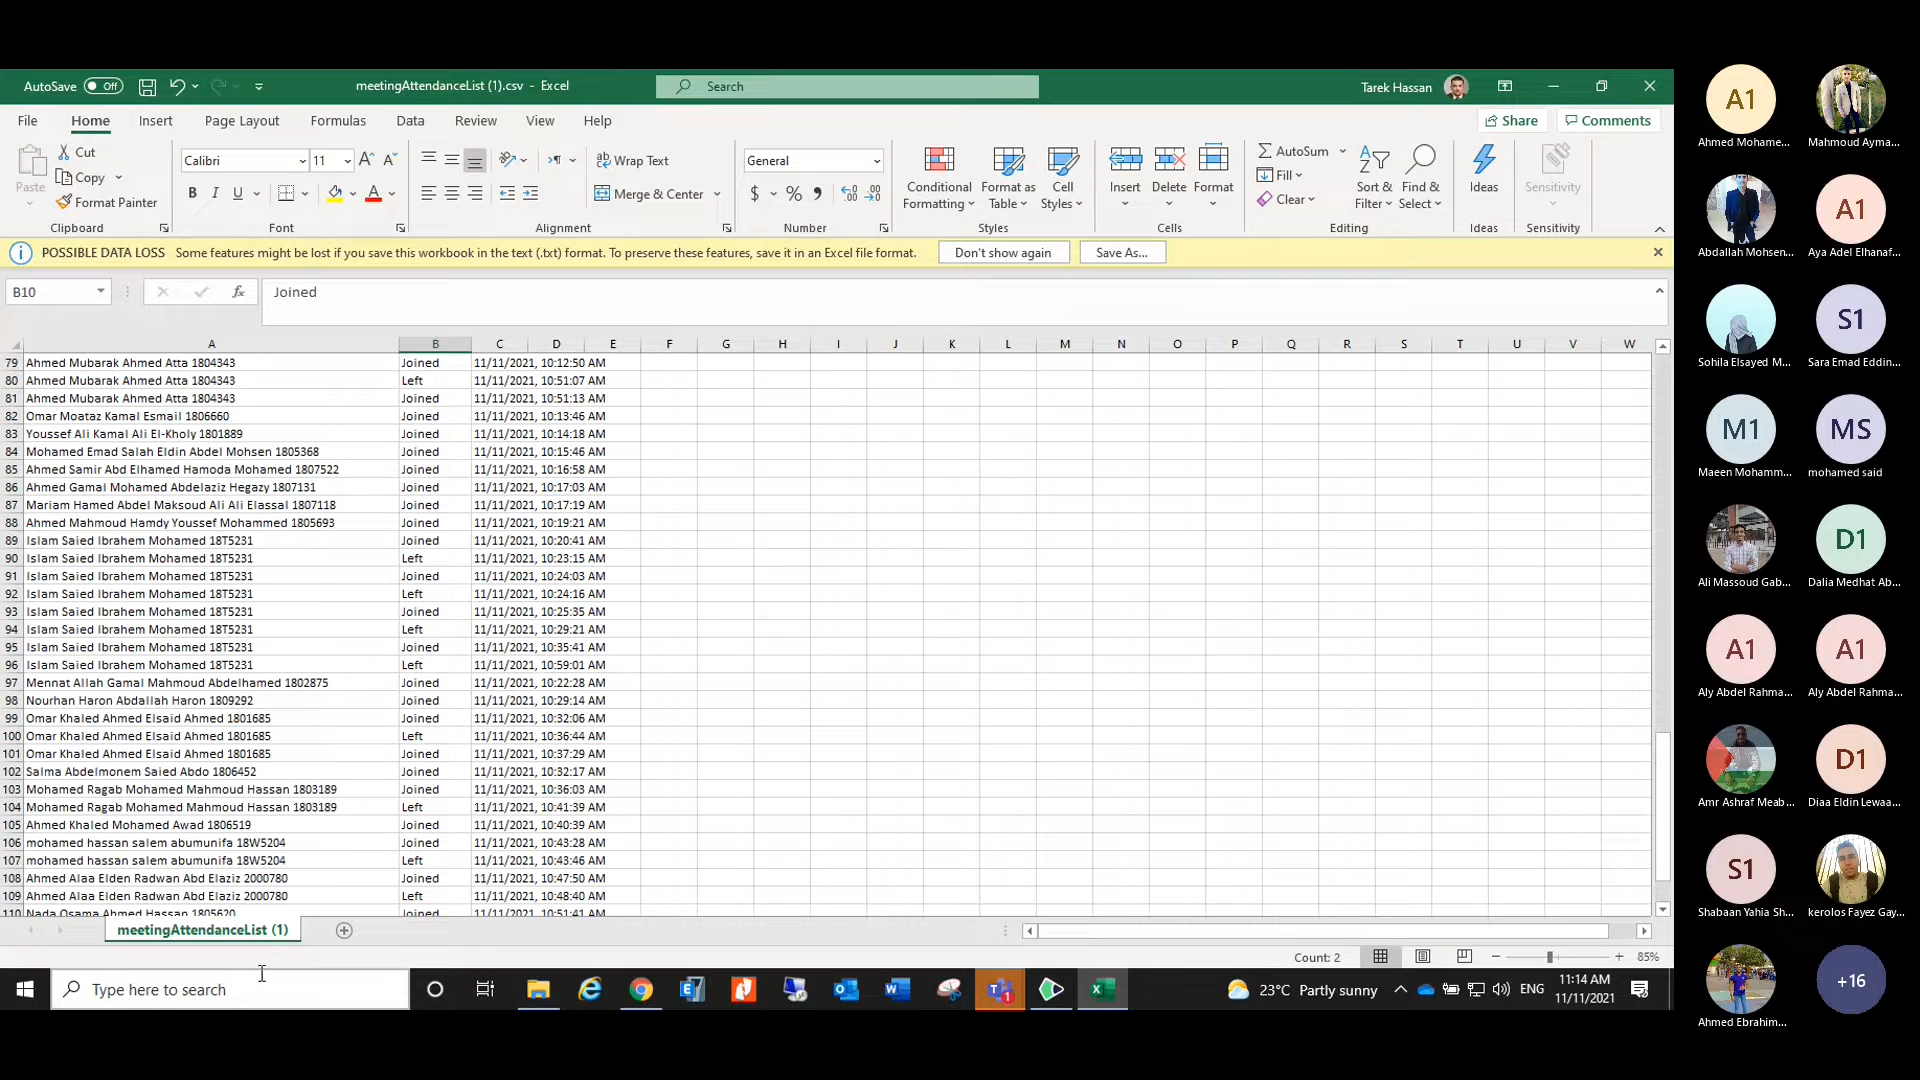 AutoSave Off meetingAttendanceList (1).csv - Excel Search Tarek Hassan
File Home Insert Page Layout Formulas Data Review View Help Share Comments
Paste Cut Copy Format Painter Clipboard
Calibri 11 B I U Font
Wrap Text Merge & Center Alignment
General $ % Number
Conditional Formatting Format as Table Cell Styles Styles
Insert Delete Format Cells
AutoSum Fill Clear Sort & Filter Find & Select Editing
Ideas Ideas
Sensitivity Sensitivity
POSSIBLE DATA LOSS Some features might be lost if you save this workbook in the text (.txt) format. To preserve these features, save it in an Excel file format. Don't show again Save As...
B10 fx Joined
A B C D E F G H I J K L M N O P Q R S T U V W
79 Ahmed Mubarak Ahmed Atta 1804343 Joined 11/11/2021, 10:12:50 AM
80 Ahmed Mubarak Ahmed Atta 1804343 Left 11/11/2021, 10:51:07 AM
81 Ahmed Mubarak Ahmed Atta 1804343 Joined 11/11/2021, 10:51:13 AM
82 Omar Moataz Kamal Esmail 1806660 Joined 11/11/2021, 10:13:46 AM
83 Youssef Ali Kamal Ali El-Kholy 1801889 Joined 11/11/2021, 10:14:18 AM
84 Mohamed Emad Salah Eldin Abdel Mohsen 1805368 Joined 11/11/2021, 10:15:46 AM
85 Ahmed Samir Abd Elhamed Hamoda Mohamed 1807522 Joined 11/11/2021, 10:16:58 AM
86 Ahmed Gamal Mohamed Abdelaziz Hegazy 1807131 Joined 11/11/2021, 10:17:03 AM
87 Mariam Hamed Abdel Maksoud Ali Ali Elassal 1807118 Joined 11/11/2021, 10:17:19 AM
88 Ahmed Mahmoud Hamdy Youssef Mohammed 1805693 Joined 11/11/2021, 10:19:21 AM
89 Islam Saied Ibrahem Mohamed 18T5231 Joined 11/11/2021, 10:20:41 AM
90 Islam Saied Ibrahem Mohamed 18T5231 Left 11/11/2021, 10:23:15 AM
91 Islam Saied Ibrahem Mohamed 18T5231 Joined 11/11/2021, 10:24:03 AM
92 Islam Saied Ibrahem Mohamed 18T5231 Left 11/11/2021, 10:24:16 AM
93 Islam Saied Ibrahem Mohamed 18T5231 Joined 11/11/2021, 10:25:35 AM
94 Islam Saied Ibrahem Mohamed 18T5231 Left 11/11/2021, 10:29:21 AM
95 Islam Saied Ibrahem Mohamed 18T5231 Joined 11/11/2021, 10:35:41 AM
96 Islam Saied Ibrahem Mohamed 18T5231 Left 11/11/2021, 10:59:01 AM
97 Mennat Allah Gamal Mahmoud Abdelhamed 1802875 Joined 11/11/2021, 10:22:28 AM
98 Nourhan Haron Abdallah Haron 1809292 Joined 11/11/2021, 10:29:14 AM
99 Omar Khaled Ahmed Elsaid Ahmed 1801685 Joined 11/11/2021, 10:32:06 AM
100 Omar Khaled Ahmed Elsaid Ahmed 1801685 Left 11/11/2021, 10:36:44 AM
101 Omar Khaled Ahmed Elsaid Ahmed 1801685 Joined 11/11/2021, 10:37:29 AM
102 Salma Abdelmonem Saied Abdo 1806452 Joined 11/11/2021, 10:32:17 AM
103 Mohamed Ragab Mohamed Mahmoud Hassan 1803189 Joined 11/11/2021, 10:36:03 AM
104 Mohamed Ragab Mohamed Mahmoud Hassan 1803189 Left 11/11/2021, 10:41:39 AM
105 Ahmed Khaled Mohamed Awad 1806519 Joined 11/11/2021, 10:40:39 AM
106 mohamed hassan salem abumunifa 18W5204 Joined 11/11/2021, 10:43:28 AM
107 mohamed hassan salem abumunifa 18W5204 Left 11/11/2021, 10:43:46 AM
108 Ahmed Alaa Elden Radwan Abd Elaziz 2000780 Joined 11/11/2021, 10:47:50 AM
109 Ahmed Alaa Elden Radwan Abd Elaziz 2000780 Left 11/11/2021, 10:48:40 AM
110 Nada Osama Ahmed Hassan 1805620 Joined 11/11/2021, 10:51:41 AM
meetingAttendanceList (1)
Count: 2 85%
Type here to search 23°C Partly sunny ENG 11:14 AM
11/11/2021
A1
Ahmed Mohame... Mahmoud Ayma...
A1
Abdallah Mohsen... Aya Adel Elhanaf...
S1
Sohila Elsayed M... Sara Emad Eddin...
M1 MS
Maeen Mohamm... mohamed said
D1
Ali Massoud Gab... Dalia Medhat Ab...
A1 A1
Aly Abdel Rahma... Aly Abdel Rahma...
D1
Amr Ashraf Meab... Diaa Eldin Lewaa...
S1
Shabaan Yahia Sh... kerolos Fayez Gay...
+16
Ahmed Ebrahim...